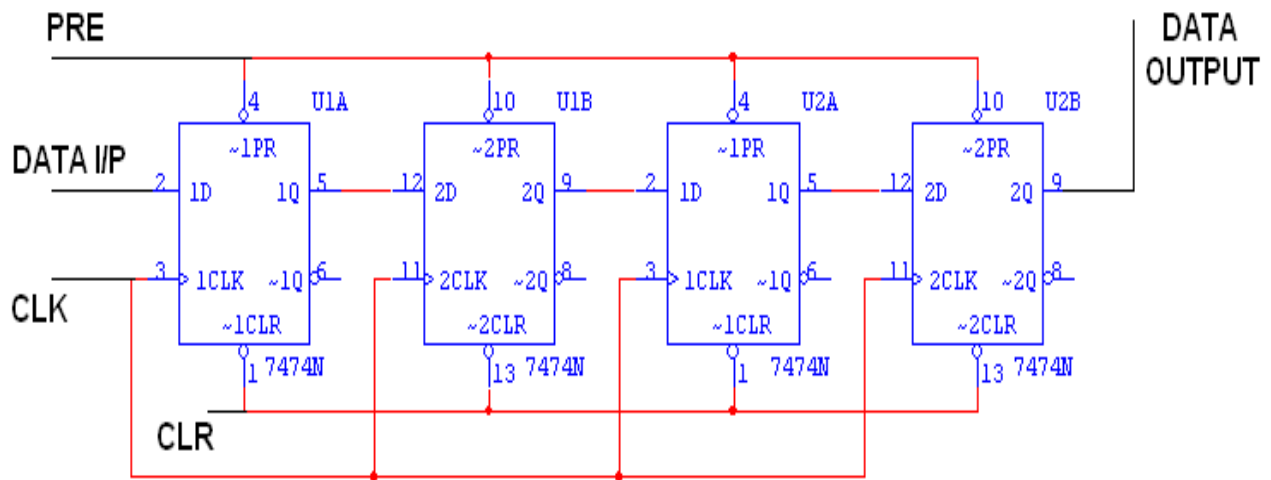 PRE
DATA
OUTPUT
4 U1A 10 U1B 4 U2A 10 U2B
~1PR ~2PR ~1PR ~2PR
DATA I/P
2 1D 1Q 5 12 2D 2Q 9 2 1D 1Q 5 12 2D 2Q 9
3 1CLK ~1Q 6 11 2CLK ~2Q 8 3 1CLK ~1Q 6 11 2CLK ~2Q 8
CLK
~1CLR ~2CLR ~1CLR ~2CLR
1 7474N 13 7474N 1 7474N 13 7474N
CLR